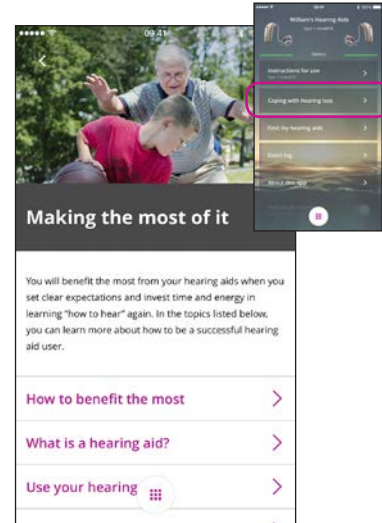 09:41
Making the most of it
You will benefit the most from your hearing aids when you
set clear expectations and invest time and energy in
learning "how to hear" again. In the topics listed below,
you can learn more about how to be a successful hearing
aid user.
How to benefit the most
What is a hearing aid?
Use your hearing
William's Hearing Aids
Battery
Instructions for use
Coping with hearing loss
Find my hearing aids
Event log
About this app